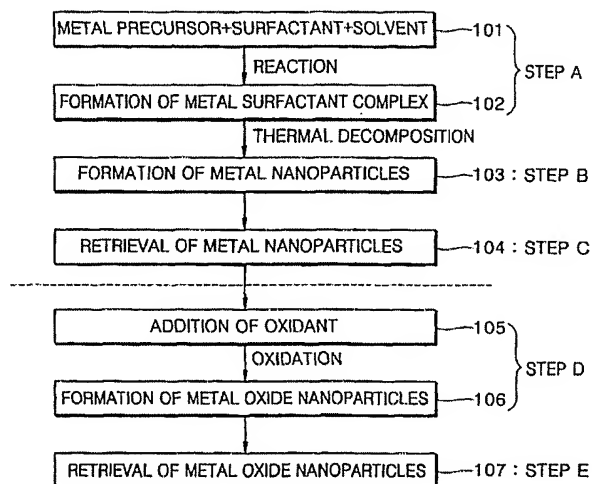 METAL PRECURSOR+SURFACTANT+SOLVENT 101
REACTION
STEP A
FORMATION OF METAL SURFACTANT COMPLEX 102
THERMAL DECOMPOSITION
FORMATION OF METAL NANOPARTICLES 103 : STEP B
RETRIEVAL OF METAL NANOPARTICLES 104 : STEP C
ADDITION OF OXIDANT 105
OXIDATION
STEP D
FORMATION OF METAL OXIDE NANOPARTICLES 106
RETRIEVAL OF METAL OXIDE NANOPARTICLES 107 : STEP E